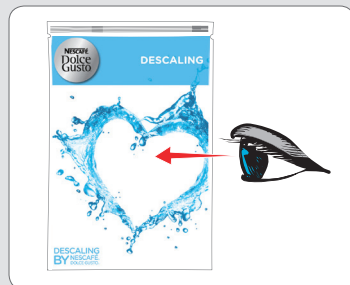 NESCAFÉ
Dolce
Gusto
DESCALING
DESCALING
BY NESCAFÉ
DOLCE GUSTO